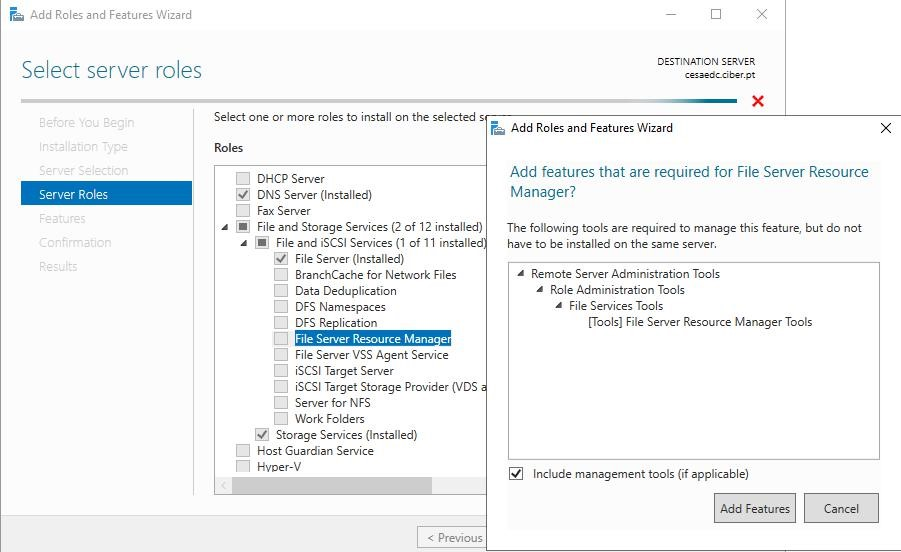 Add Roles and Features Wizard
Select server roles
DESTINATION SERVER
cesaedc.ciber.pt
Before You Begin
Installation Type
Server Selection
Server Roles
Features
Confirmation
Results
Select one or more roles to install on the selected
Roles
DHCP Server
DNS Server (Installed)
Fax Server
File and Storage Services (2 of 12 installed)
File and iSCSI Services (1 of 11 installed)
File Server (Installed)
BranchCache for Network Files
Data Deduplication
DFS Namespaces
DFS Replication
File Server Resource Manager
File Server VSS Agent Service
iSCSI Target Server
iSCSI Target Storage Provider (VDS a
Server for NFS
Work Folders
Storage Services (Installed)
Host Guardian Service
Hyper-V
< Previous
Add Roles and Features Wizard
Add features that are required for File Server Resource
Manager?
The following tools are required to manage this feature, but do not
have to be installed on the same server.
Remote Server Administration Tools
Role Administration Tools
File Services Tools
[Tools] File Server Resource Manager Tools
Include management tools (if applicable)
Add Features
Cancel